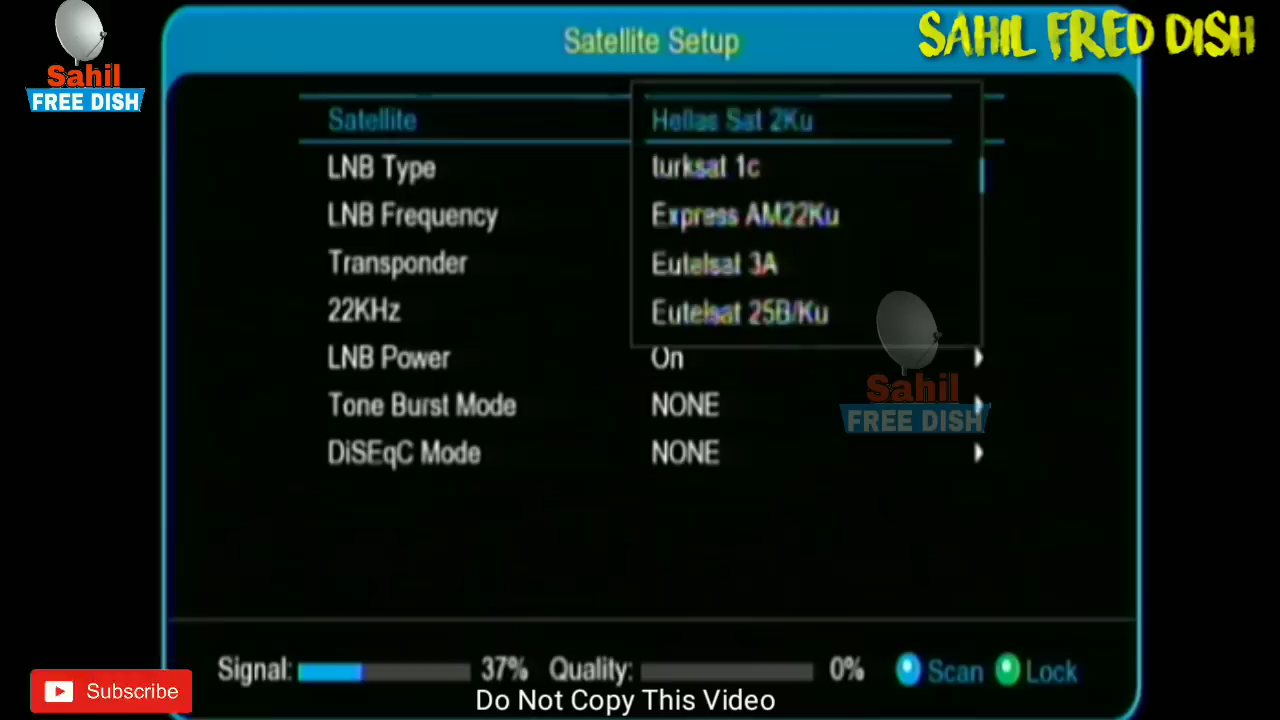 Satellite Setup
SAHIL FRED DISH
Sahil
FREE DISH
Satellite
Hellas Sat 2Ku
LNB Type
turksat 1c
LNB Frequency
Express AM22Ku
Transponder
Eutelsat 3A
22KHz
Eutelsat 25B/Ku
LNB Power
On
Tone Burst Mode
NONE
Sahil
FREE DISH
DiSEqC Mode
NONE
Signal: 37% Quality: 0% Scan Lock
Subscribe
Do Not Copy This Video